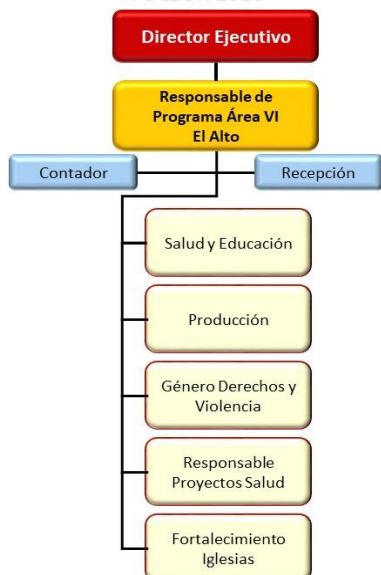 Director Ejecutivo
Responsable de
Programa Área VI
El Alto
Contador
Recepción
Salud y Educación
Producción
Género Derechos y
Violencia
Responsable
Proyectos Salud
Fortalecimiento
Iglesias